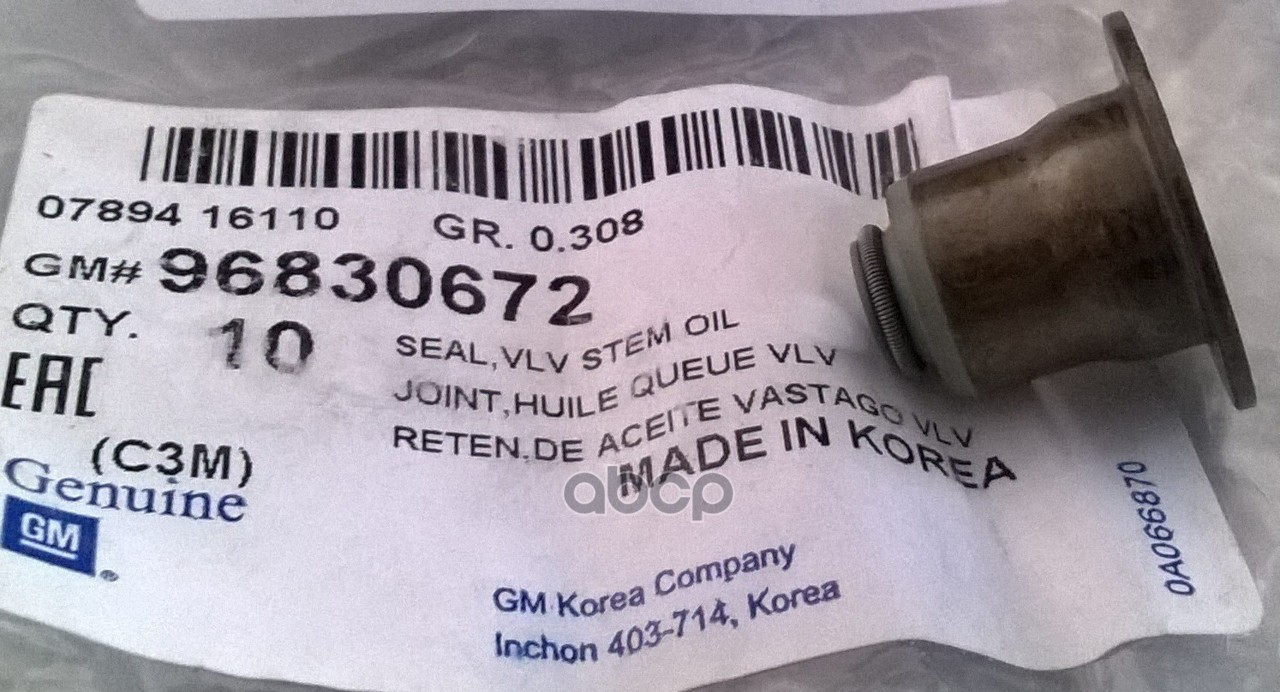 07894 16110 GR. 0.308
GM# 96830672
QTY. 10
SEAL,VLV STEM OIL
JOINT,HUILE QUEUE VLV
RETEN.DE ACEITE VASTAGO VLV
MADE IN KOREA
EAC
(C3M)
Genuine
GM
abcp
GM Korea Company
Inchon 403-714, Korea
0A066870